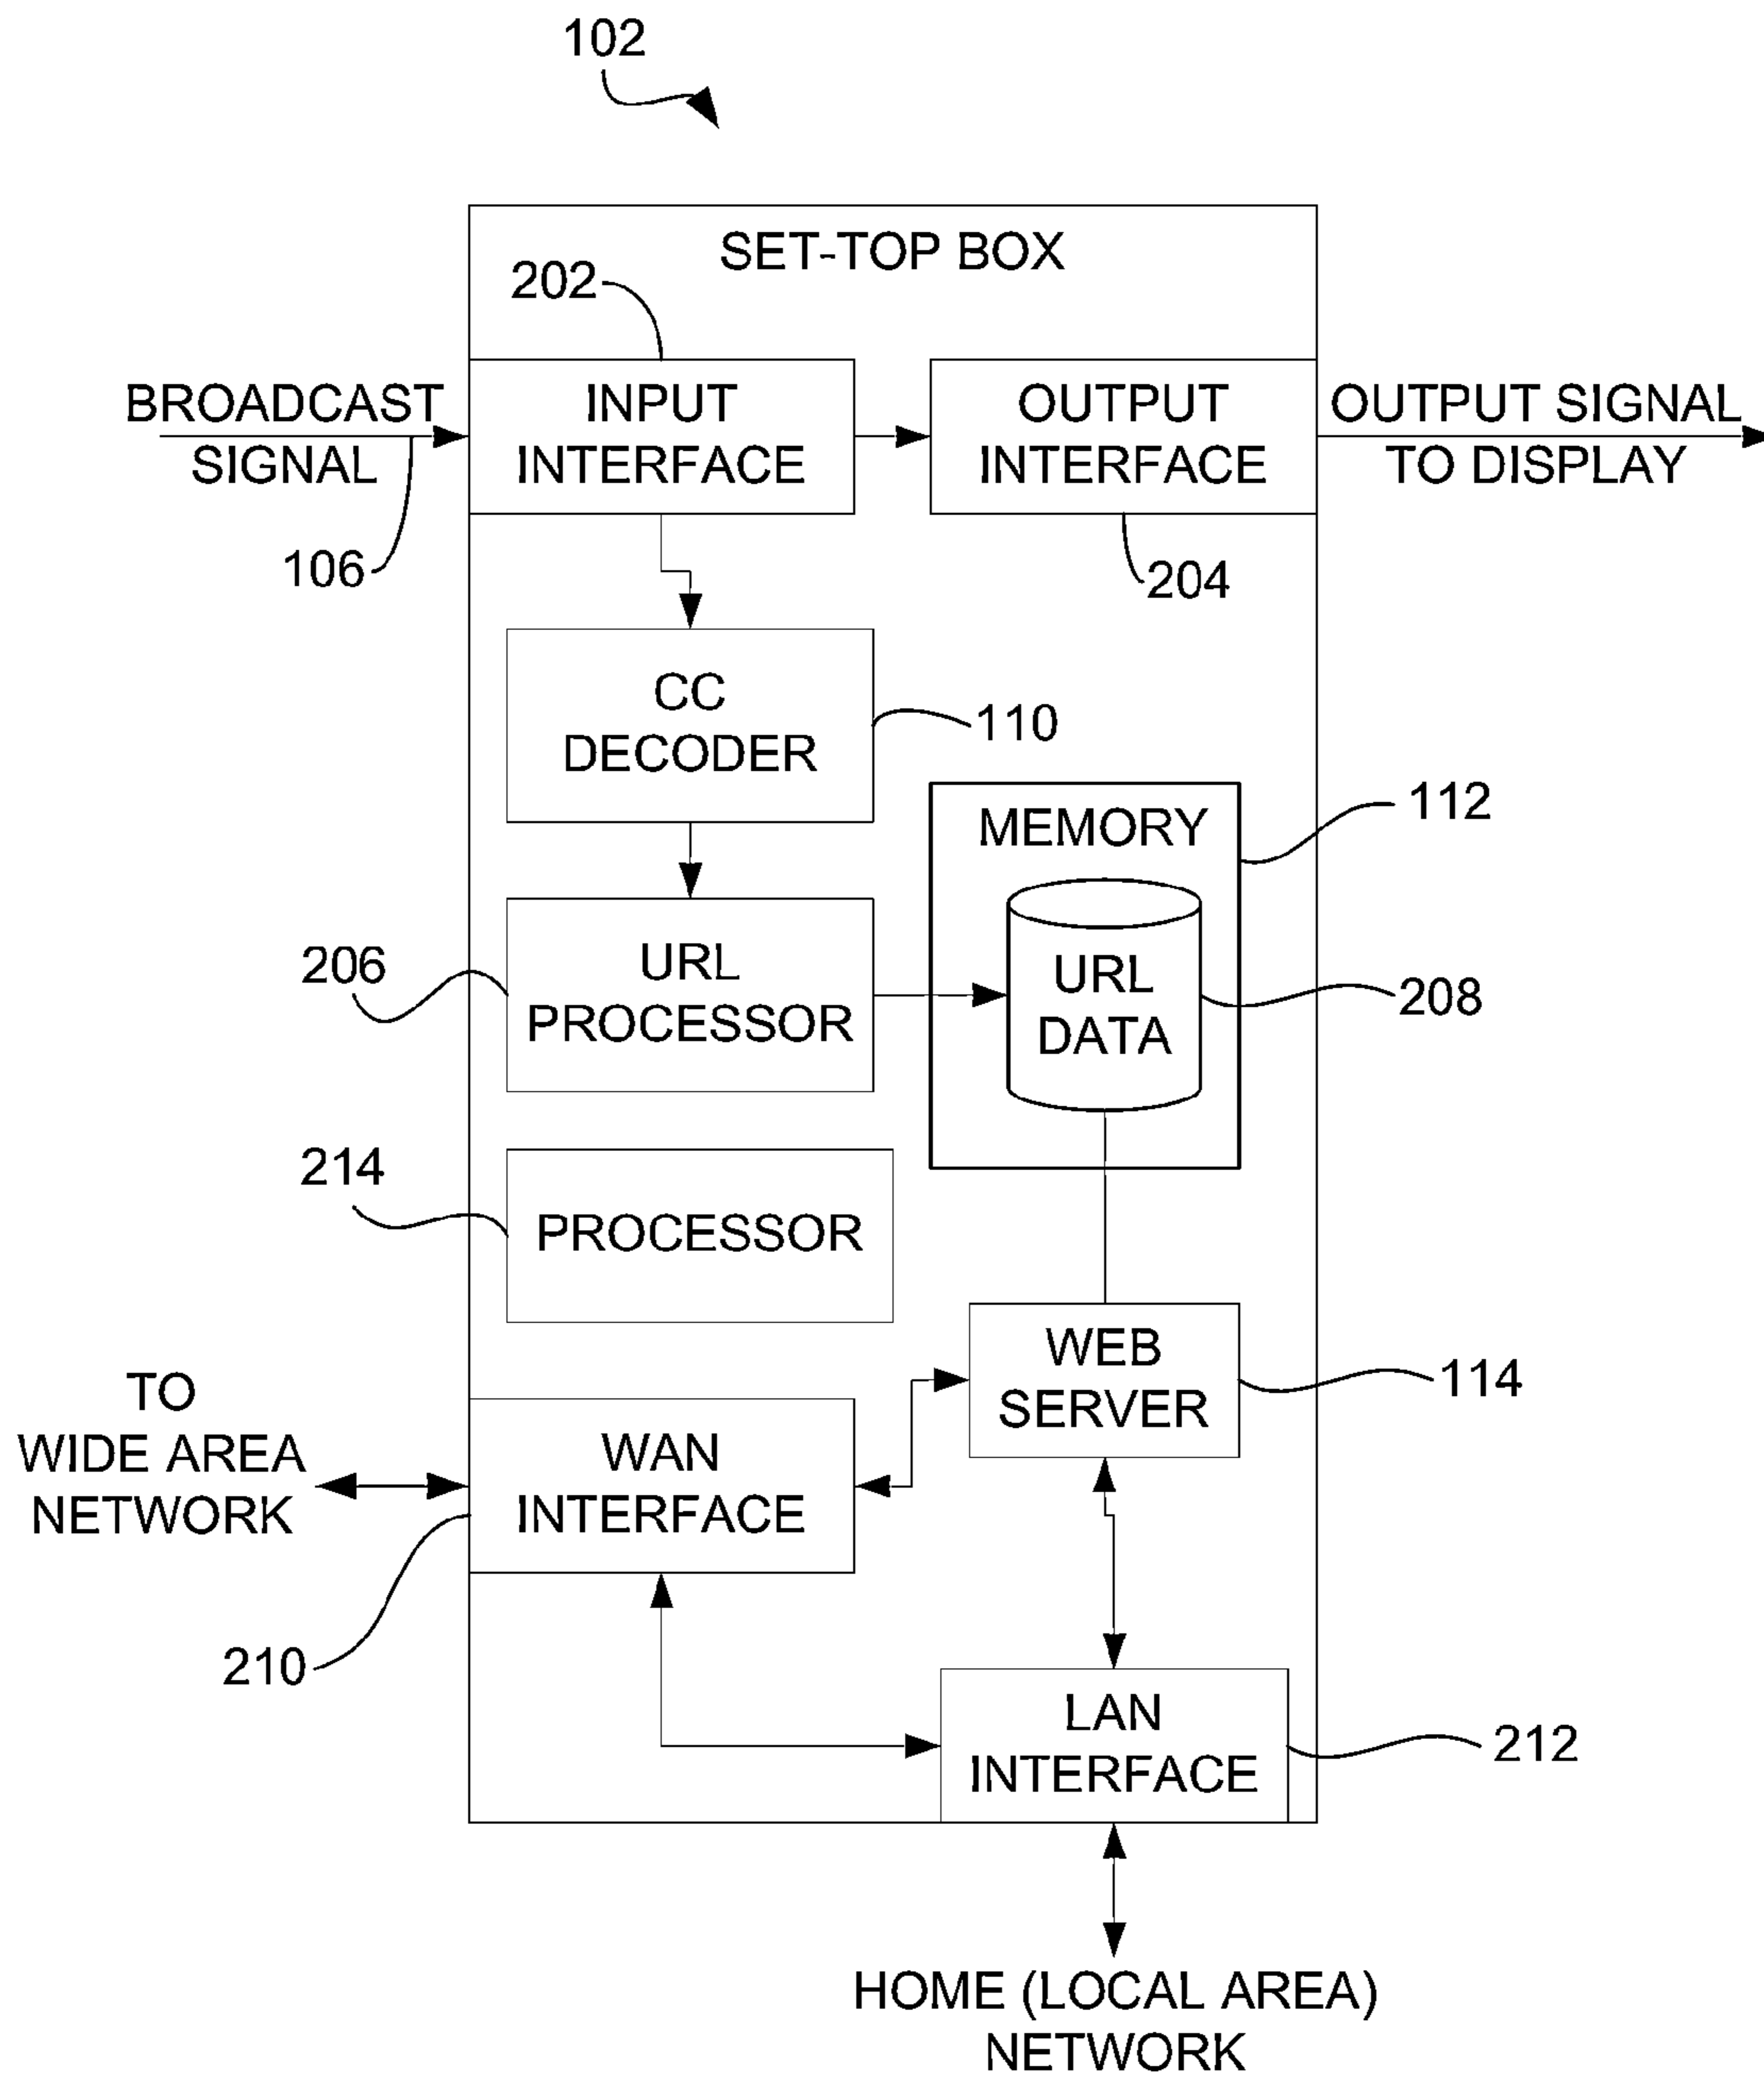 102
SET-TOP BOX
202
BROADCAST
SIGNAL
106
INPUT
INTERFACE
OUTPUT
INTERFACE
204
OUTPUT SIGNAL
TO DISPLAY
CC
DECODER
110
MEMORY
112
206
URL
PROCESSOR
URL
DATA
208
214
PROCESSOR
WEB
SERVER
114
TO
WIDE AREA
NETWORK
WAN
INTERFACE
210
LAN
INTERFACE
212
HOME (LOCAL AREA)
NETWORK